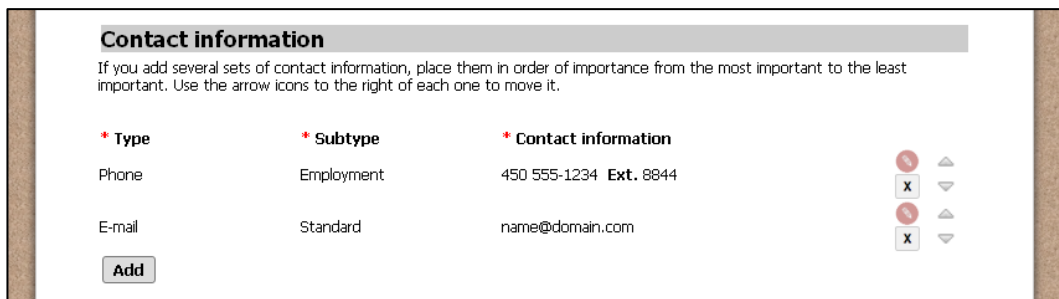 Contact information
If you add several sets of contact information, place them in order of importance from the most important to the least
important. Use the arrow icons to the right of each one to move it.
* Type * Subtype * Contact information
Phone Employment 450 555-1234 Ext. 8844
X
E-mail Standard name@domain.com
X
Add